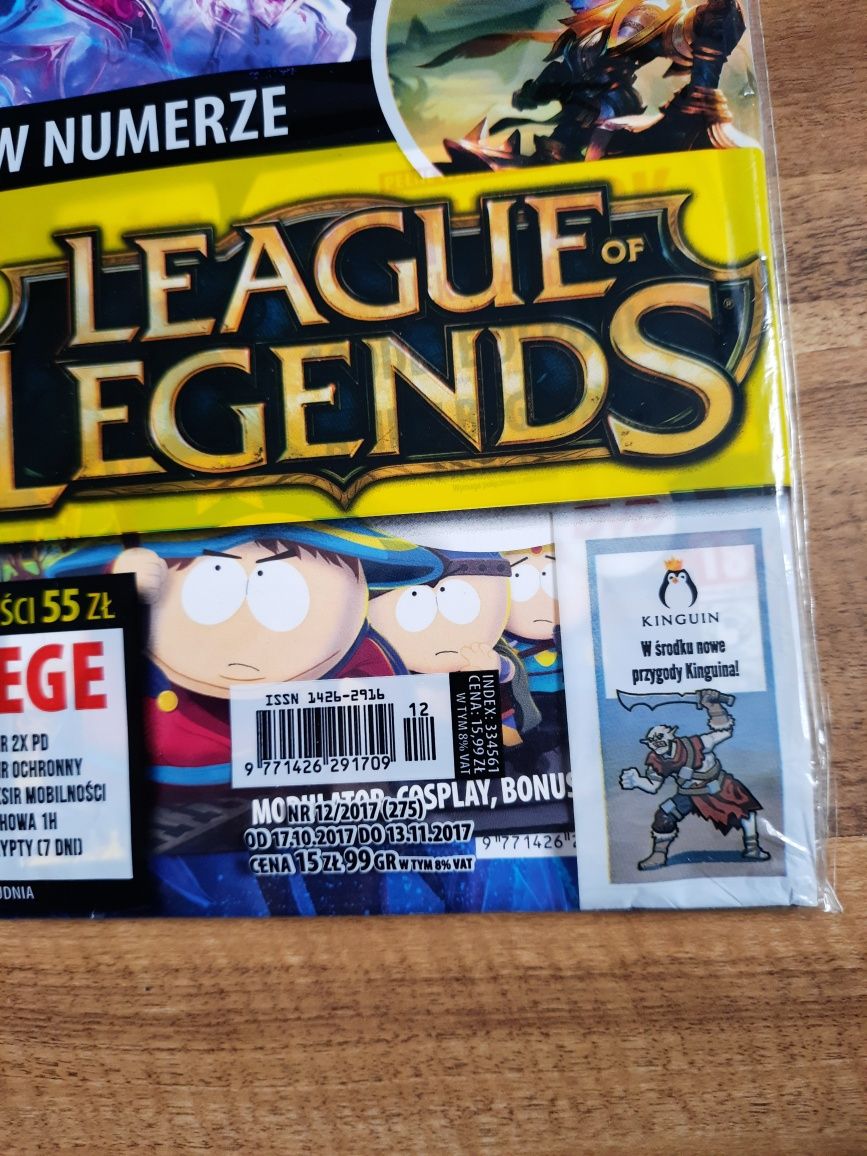 W NUMERZE
LEAGUE OF
LEGENDS
ŚCI 55 ZŁ
EGE
R 2X PD
R OCHRONNY
SIR MOBILNOŚCI
HOWA 1H
YPTY (7 DNI)
UDNIA
ISSN 1426-2916
12
9 771426 291709
INDEX: 334561
CENA: 15,99 ZŁ
W TYM 8% VAT
MODULATOR, COSPLAY, BONUS
NR 12/2017 (275)
OD 17.10.2017 DO 13.11.2017
CENA 15 ZŁ 99 GR W TYM 8% VAT
9 771426
KINGUIN
W środku nowe
przygody Kinguina!